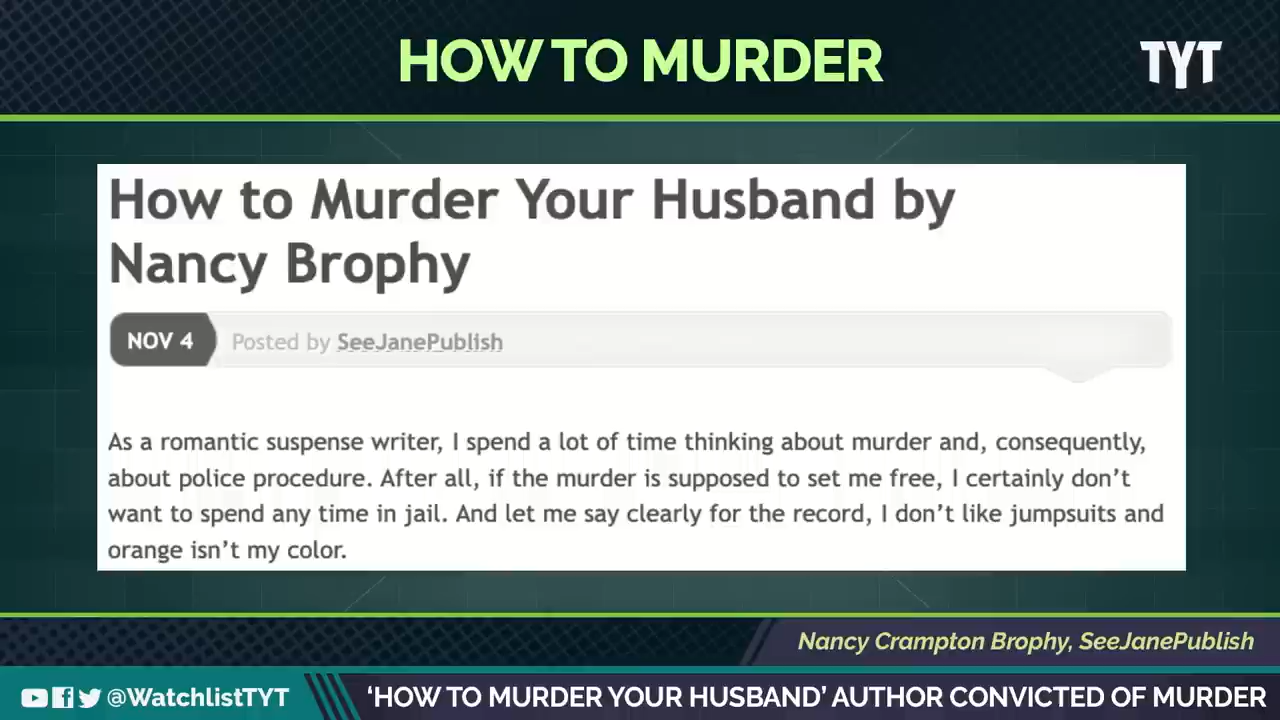 HOW TO MURDER
TYT
How to Murder Your Husband by
Nancy Brophy
NOV 4 Posted by SeeJanePublish
As a romantic suspense writer, I spend a lot of time thinking about murder and, consequently,
about police procedure. After all, if the murder is supposed to set me free, I certainly don’t
want to spend any time in jail. And let me say clearly for the record, I don’t like jumpsuits and
orange isn’t my color.
Nancy Crampton Brophy, SeeJanePublish
@WatchlistTYT
‘HOW TO MURDER YOUR HUSBAND’ AUTHOR CONVICTED OF MURDER